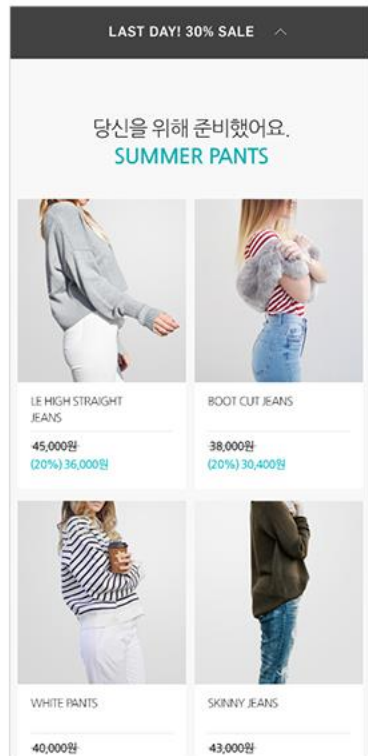 LAST DAY! 30% SALE
당신을 위해 준비했어요.
SUMMER PANTS
LE HIGH STRAIGHT
JEANS
45,000원
(20%) 36,000원
BOOT CUT JEANS
38,000원
(20%) 30,400원
WHITE PANTS
40,000원
SKINNY JEANS
43,000원